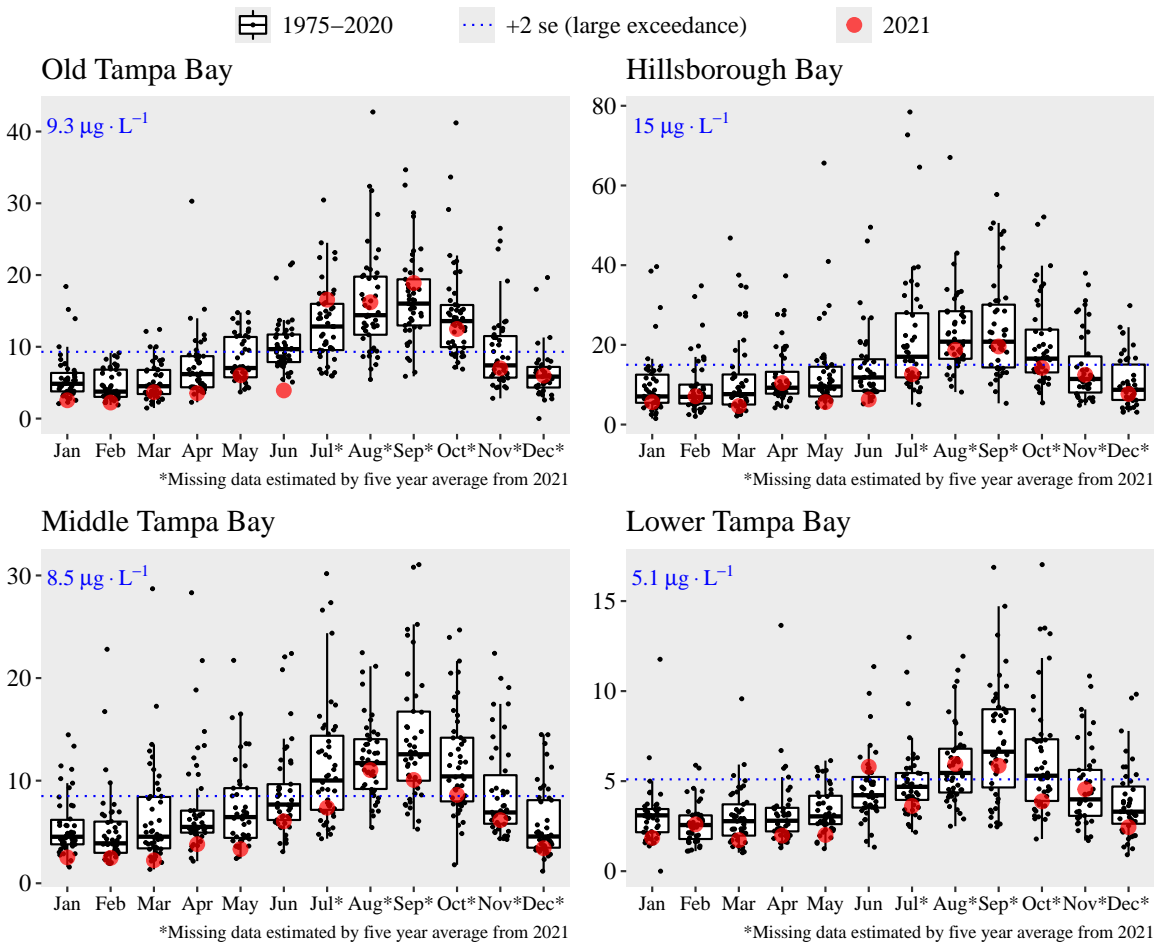 1975−2020 +2 se (large exceedance) 2021
Old Tampa Bay
9.3 μg · L⁻¹
40
30
20
10
0
Jan Feb Mar Apr May Jun Jul* Aug* Sep* Oct* Nov* Dec*
*Missing data estimated by five year average from 2021
Hillsborough Bay
15 μg · L⁻¹
80
60
40
20
0
Jan Feb Mar Apr May Jun Jul* Aug* Sep* Oct* Nov* Dec*
*Missing data estimated by five year average from 2021
Middle Tampa Bay
8.5 μg · L⁻¹
30
20
10
0
Jan Feb Mar Apr May Jun Jul* Aug* Sep* Oct* Nov* Dec*
*Missing data estimated by five year average from 2021
Lower Tampa Bay
5.1 μg · L⁻¹
15
10
5
0
Jan Feb Mar Apr May Jun Jul* Aug* Sep* Oct* Nov* Dec*
*Missing data estimated by five year average from 2021